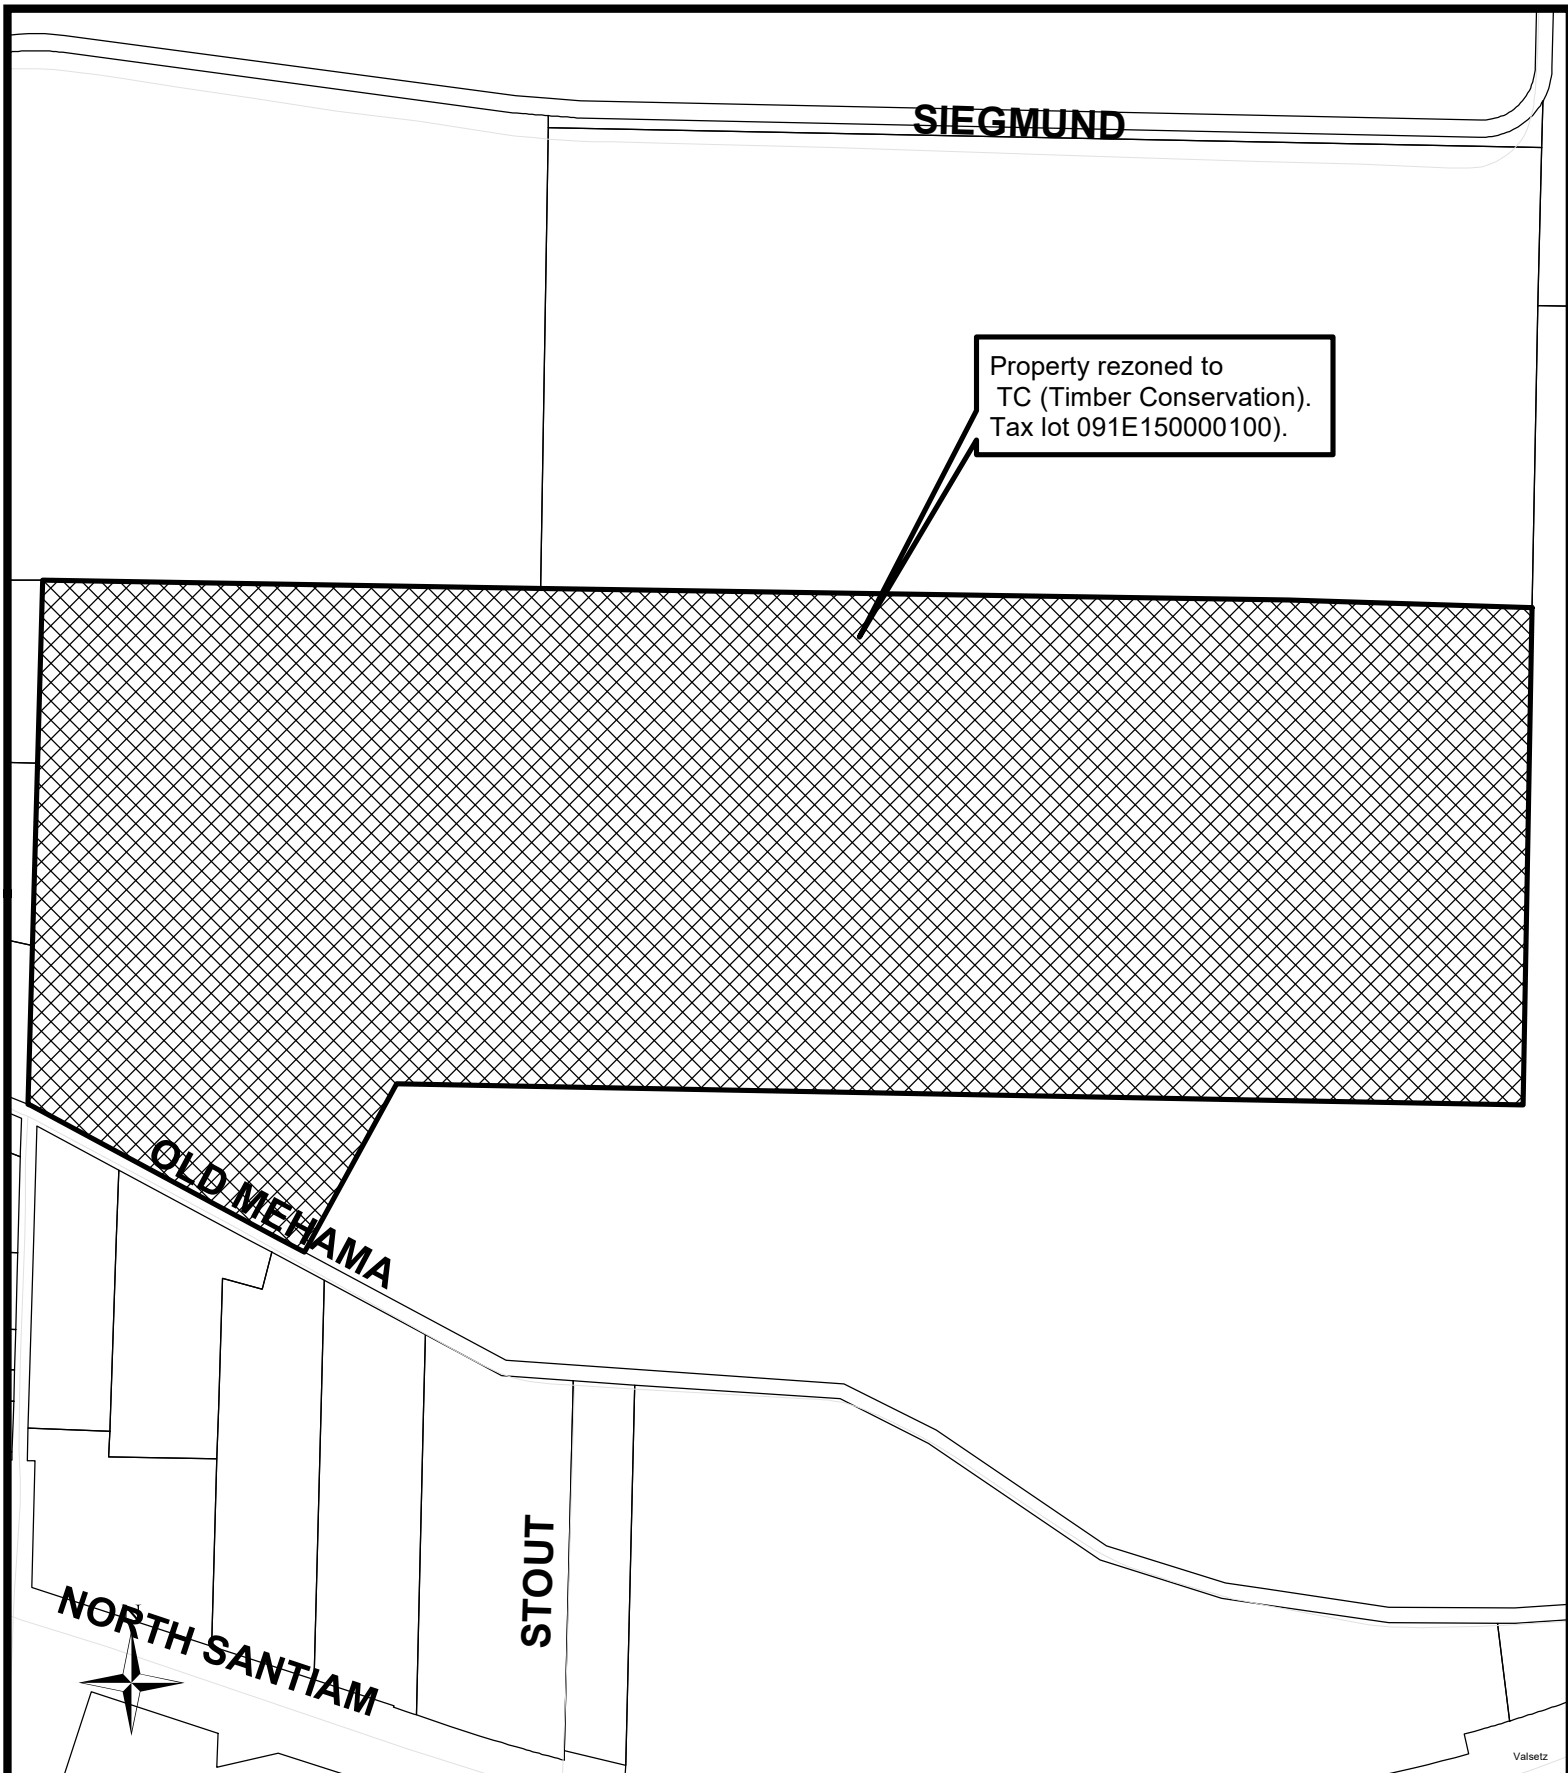 SIEGMUND
Property rezoned to
TC (Timber Conservation).
Tax lot 091E150000100).
OLD MEHAMA
STOUT
NORTH SANTIAM
Valsetz